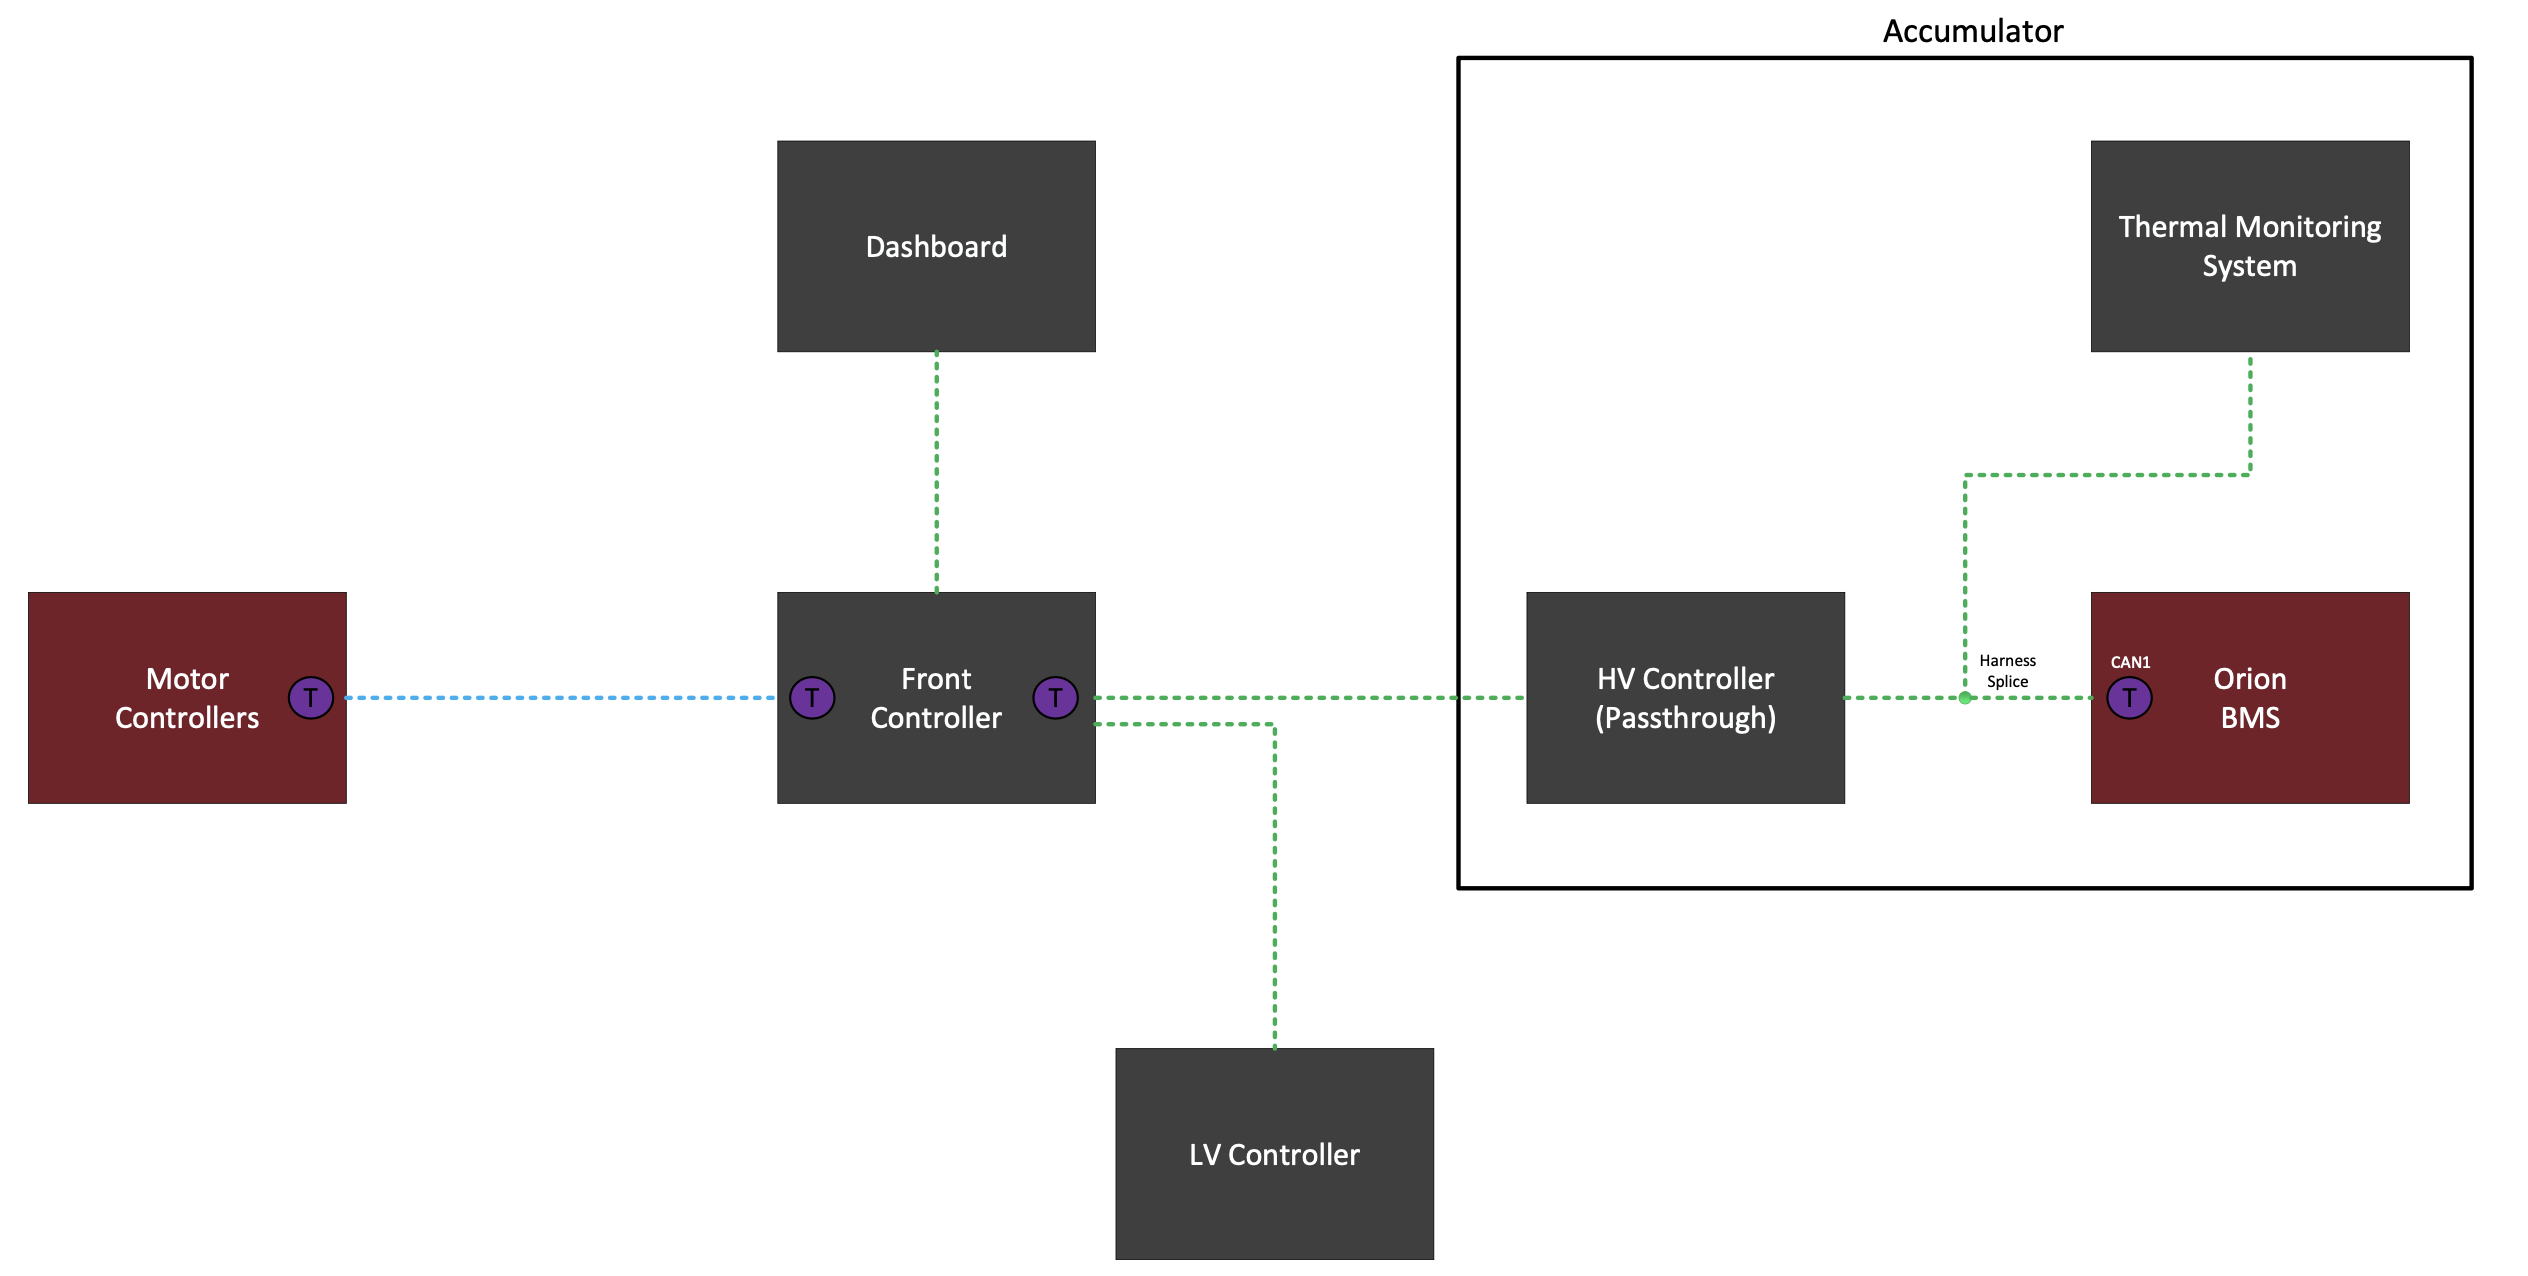 Accumulator
Dashboard
Thermal Monitoring
System
Motor
Controllers
T
T
Front
Controller
T
HV Controller
(Passthrough)
Harness
Splice
CAN1
T
Orion
BMS
LV Controller